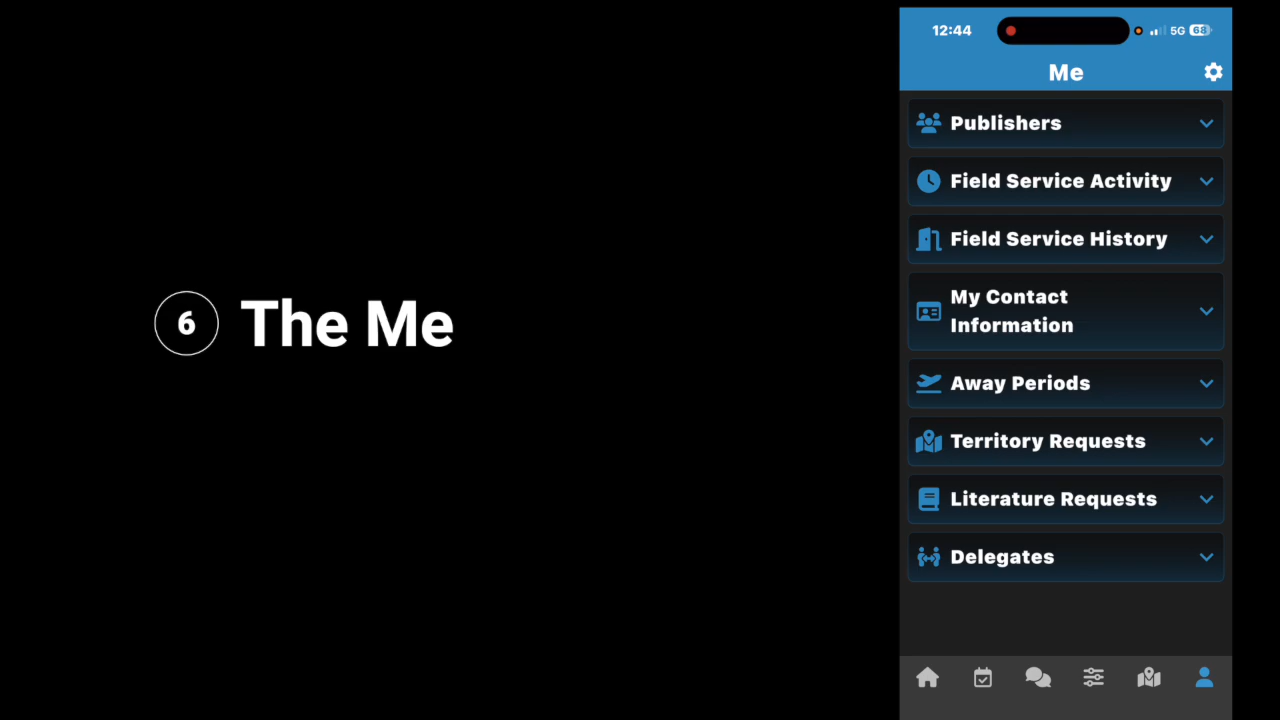 6 The Me
12:44 5G 68
Me
Publishers
Field Service Activity
Field Service History
My Contact
Information
Away Periods
Territory Requests
Literature Requests
Delegates